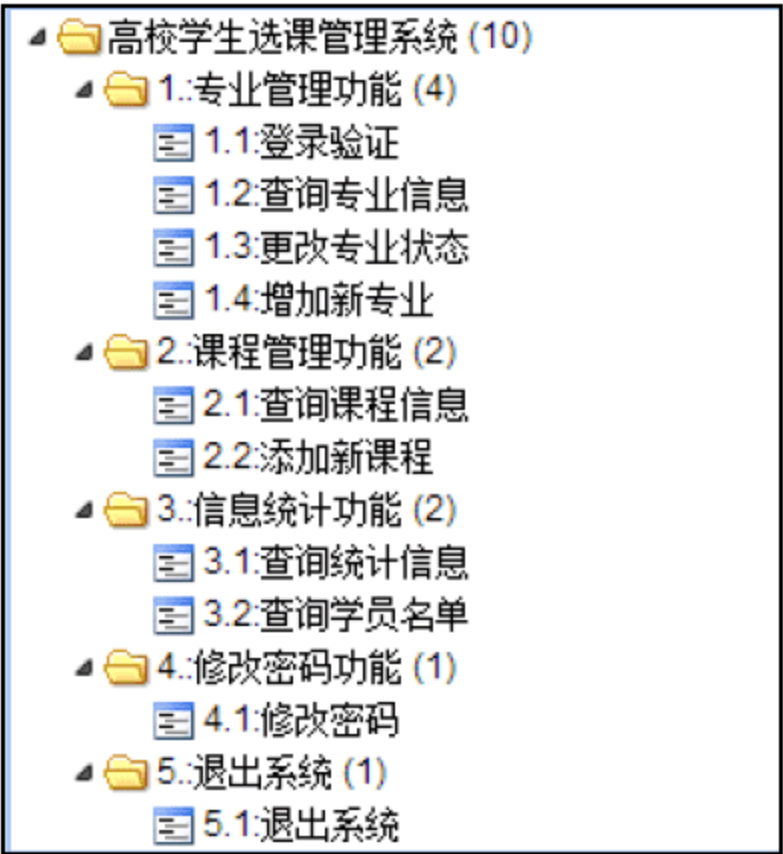 高校学生选课管理系统 (10)
1.:专业管理功能 (4)
1.1:登录验证
1.2:查询专业信息
1.3:更改专业状态
1.4:增加新专业
2.:课程管理功能 (2)
2.1:查询课程信息
2.2:添加新课程
3.:信息统计功能 (2)
3.1:查询统计信息
3.2:查询学员名单
4.:修改密码功能 (1)
4.1:修改密码
5.:退出系统 (1)
5.1:退出系统